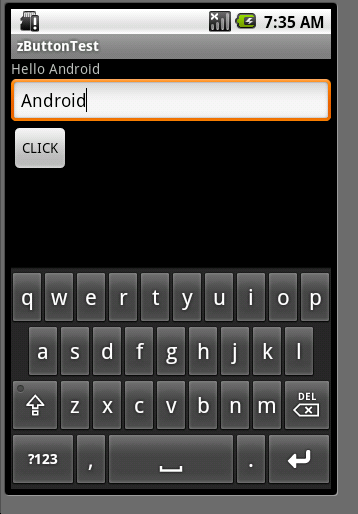 7:35 AM
zButtonTest
Hello Android
Android
CLICK
q w e r t y u i o p
a s d f g h j k l
z x c v b n m DEL
?123 , .